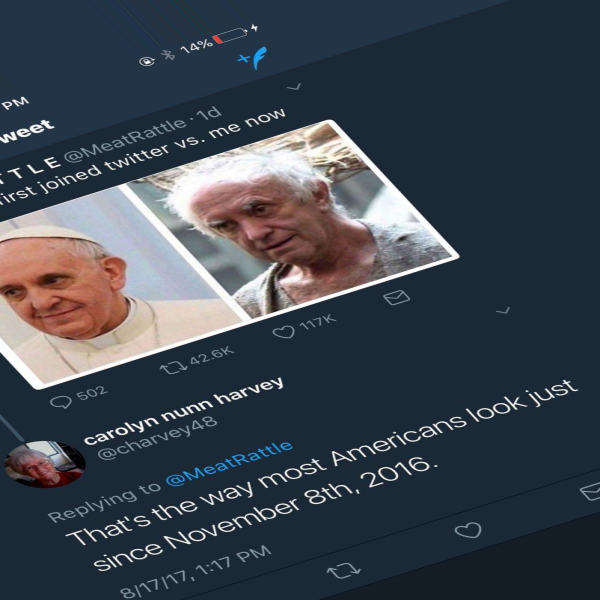 PM
14%
weet
TTLE @MeatRattle · 1d
first joined twitter vs. me now
502
42.6K
117K
carolyn nunn harvey
@charvey48
Replying to @MeatRattle
That's the way most Americans look just
since November 8th, 2016.
8/17/17, 1:17 PM